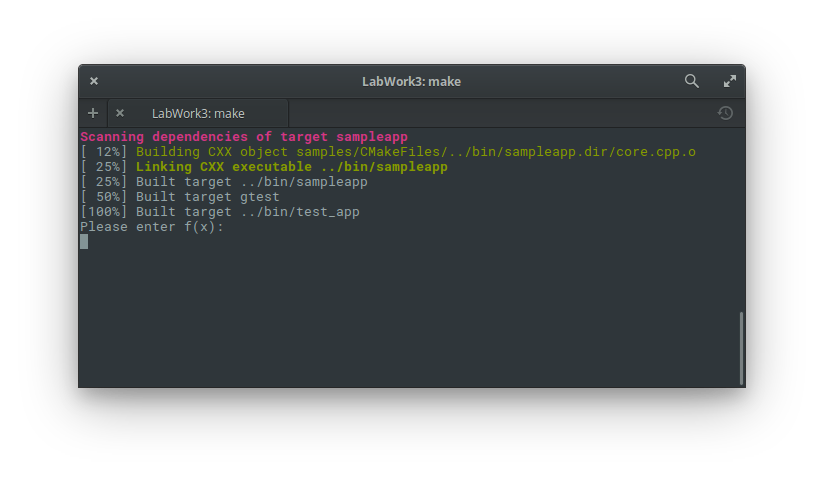 LabWork3: make
LabWork3: make
Scanning dependencies of target sampleapp
[ 12%] Building CXX object samples/CMakeFiles/../bin/sampleapp.dir/core.cpp.o
[ 25%] Linking CXX executable ../bin/sampleapp
[ 25%] Built target ../bin/sampleapp
[ 50%] Built target gtest
[100%] Built target ../bin/test_app
Please enter f(x):